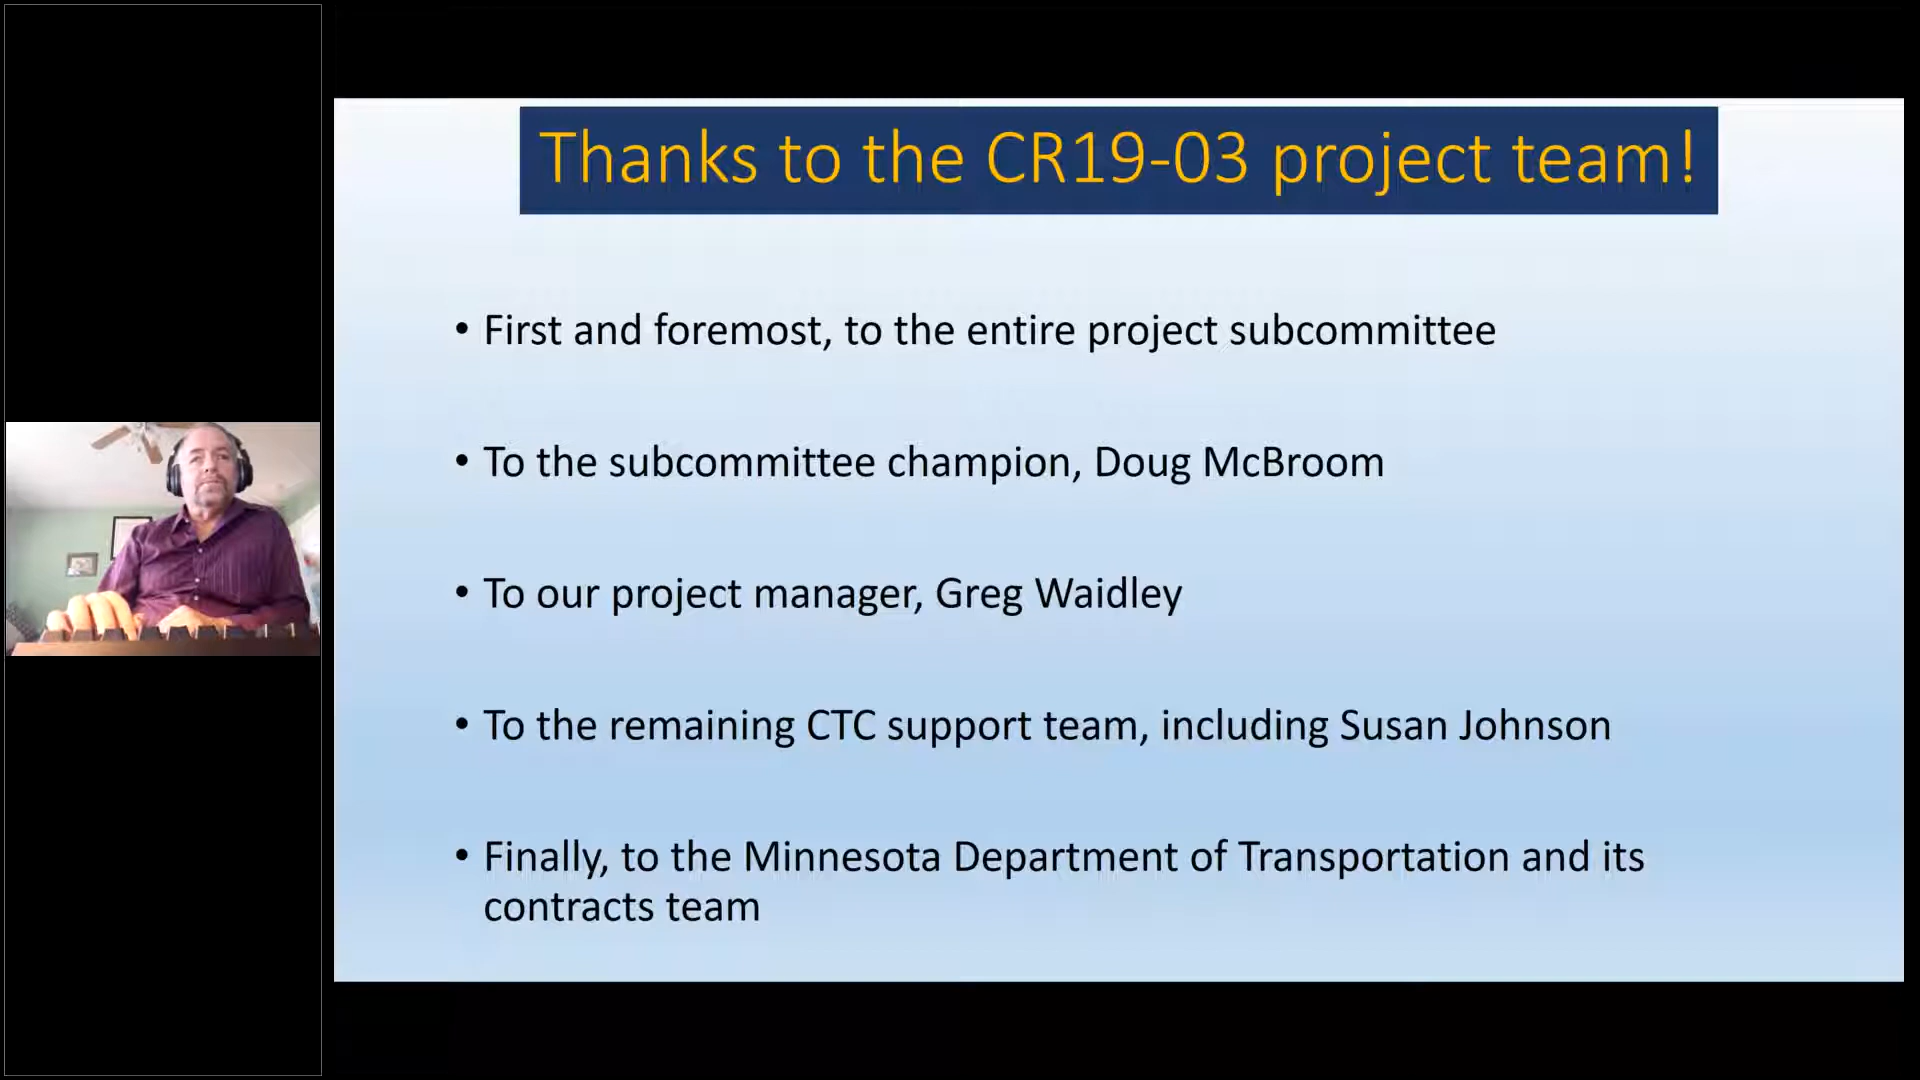 Thanks to the CR19-03 project team!
• First and foremost, to the entire project subcommittee
• To the subcommittee champion, Doug McBroom
• To our project manager, Greg Waidley
• To the remaining CTC support team, including Susan Johnson
• Finally, to the Minnesota Department of Transportation and its
contracts team